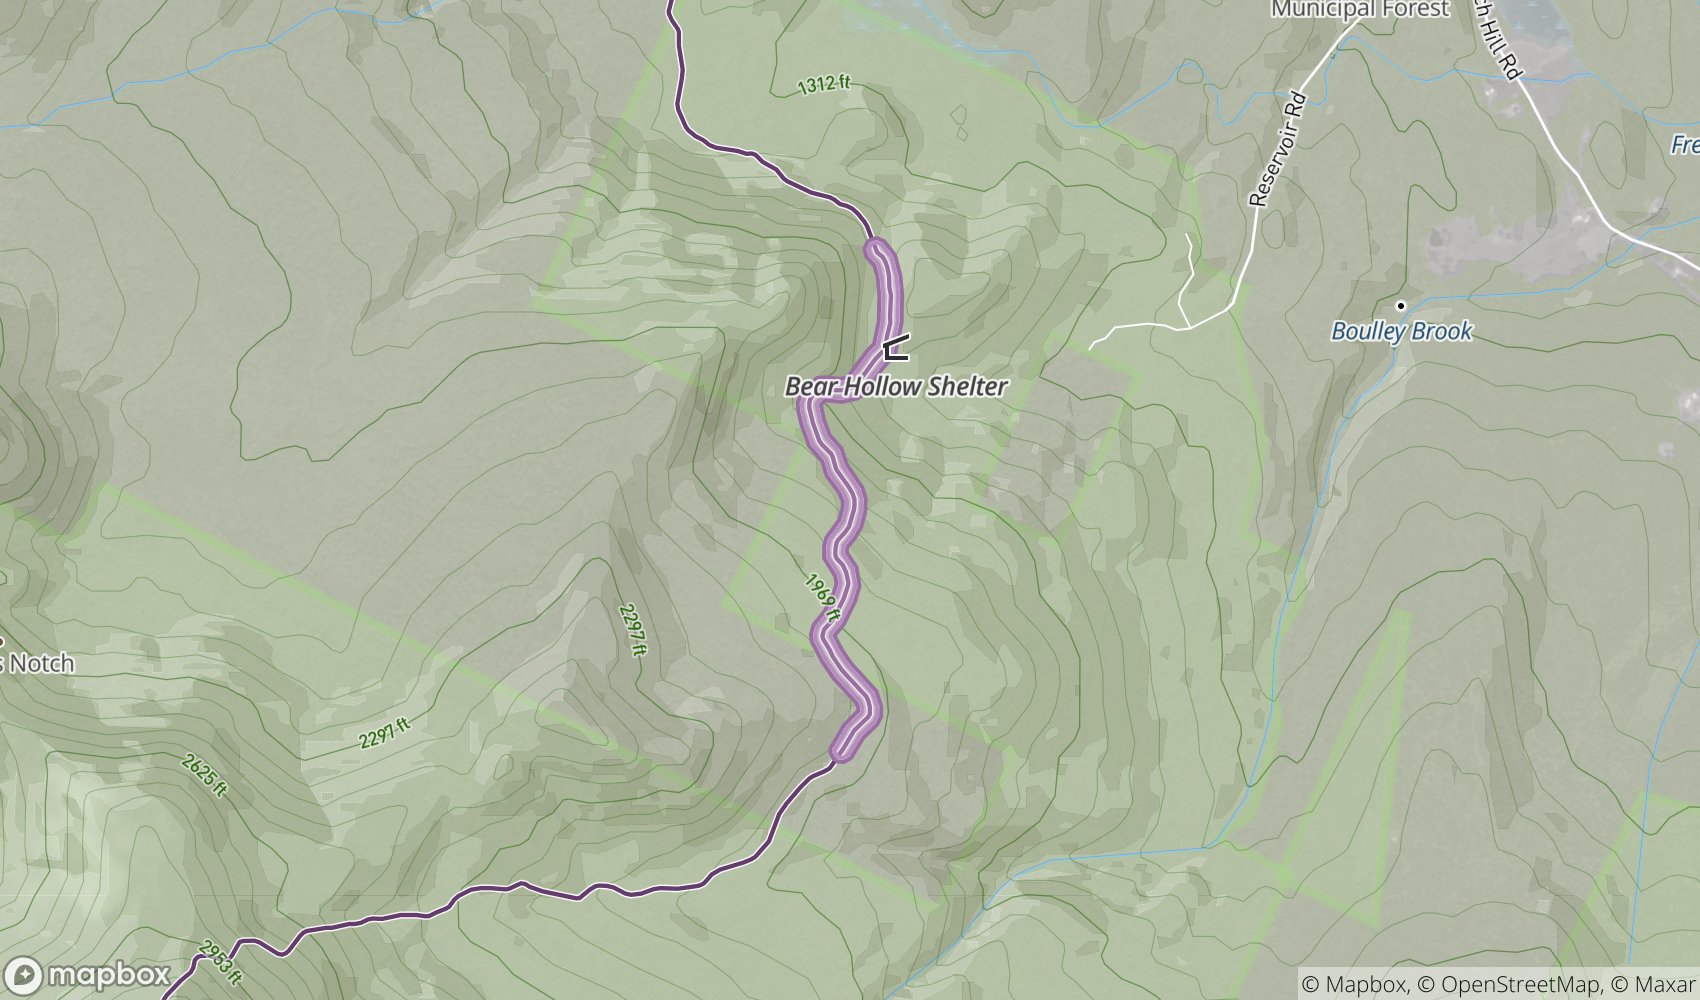 Municipal Forest
ch Hill Rd
1312 ft
Reservoir Rd
Fre
Boulley Brook
Bear Hollow Shelter
1969 ft
2297 ft
s Notch
2297 ft
2625 ft
2953 ft
mapbox
© Mapbox, © OpenStreetMap, © Maxar